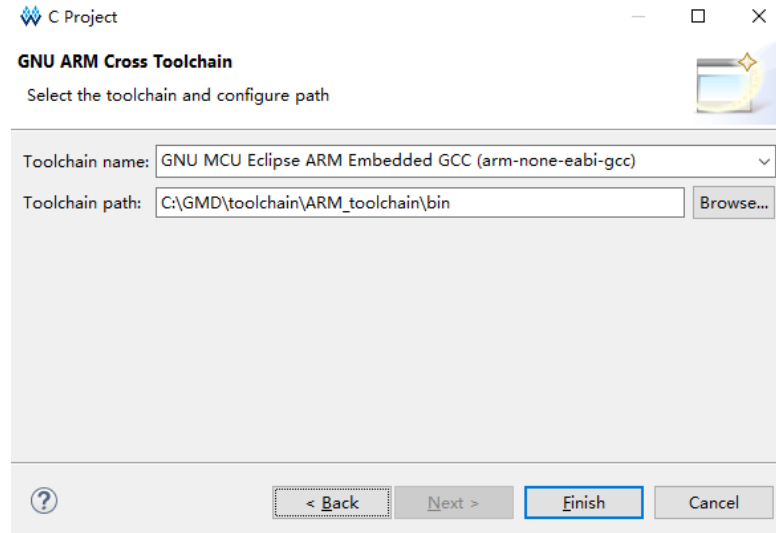 C Project
GNU ARM Cross Toolchain
Select the toolchain and configure path
Toolchain name: GNU MCU Eclipse ARM Embedded GCC (arm-none-eabi-gcc)
Toolchain path: C:\GMD\toolchain\ARM_toolchain\bin Browse...
? < Back Next > Finish Cancel